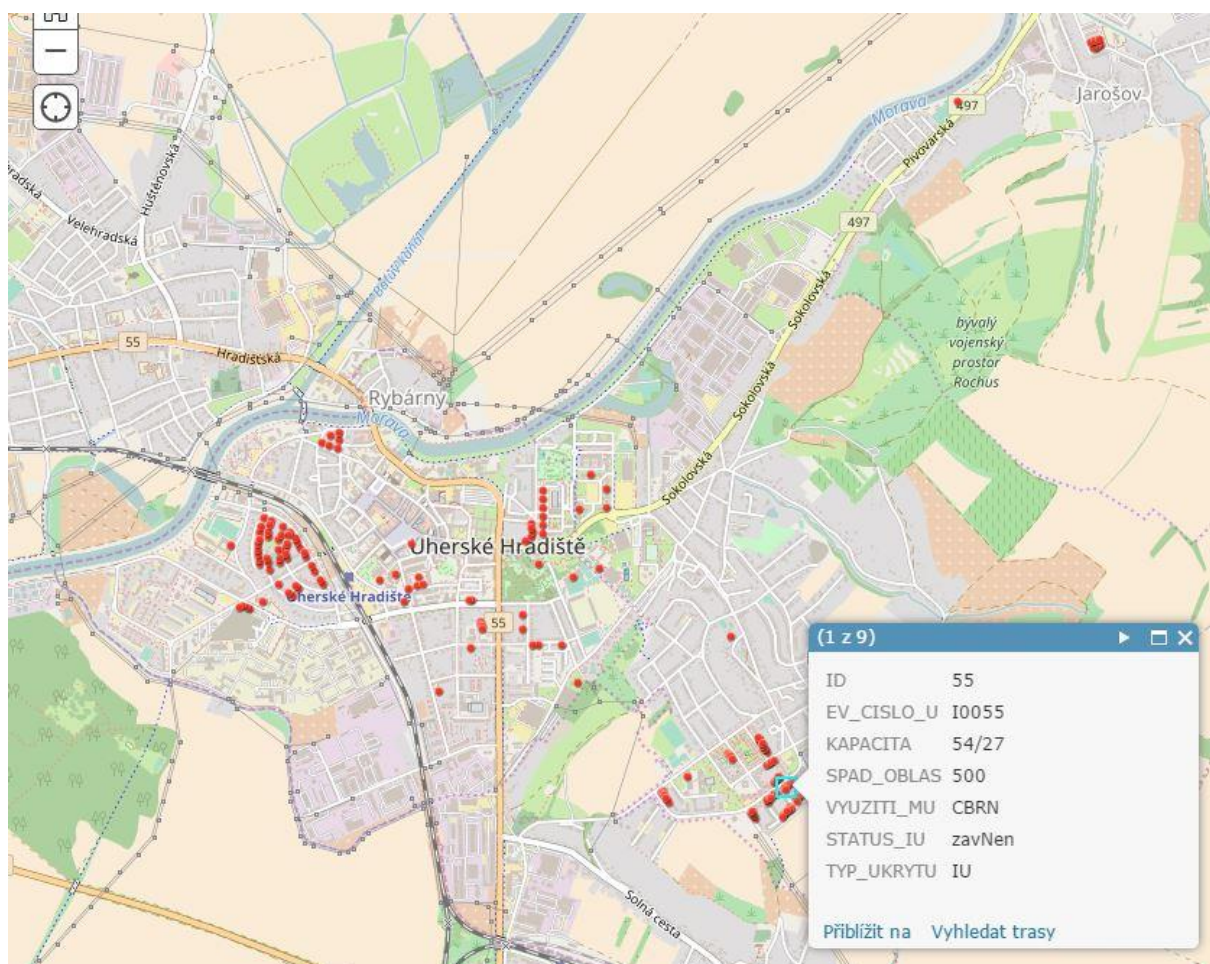 Jarošov
497
Morava
Pivovarská
497
Huštěnovská
Velehradská
Baťův kanál
Sokolovská
bývalý
vojenský
prostor
Rochus
55
Hradišťská
Rybárny
Sokolovská
Morava
Sokolovská
Uherské Hradiště
Uherské Hradiště
55
(1 z 9)
ID 55
EV_CISLO_U I0055
KAPACITA 54/27
SPAD_OBLAS 500
VYUZITI_MU CBRN
STATUS_IU zavNen
TYP_UKRYTU IU
Solná cesta
Přiblížit na Vyhledat trasy